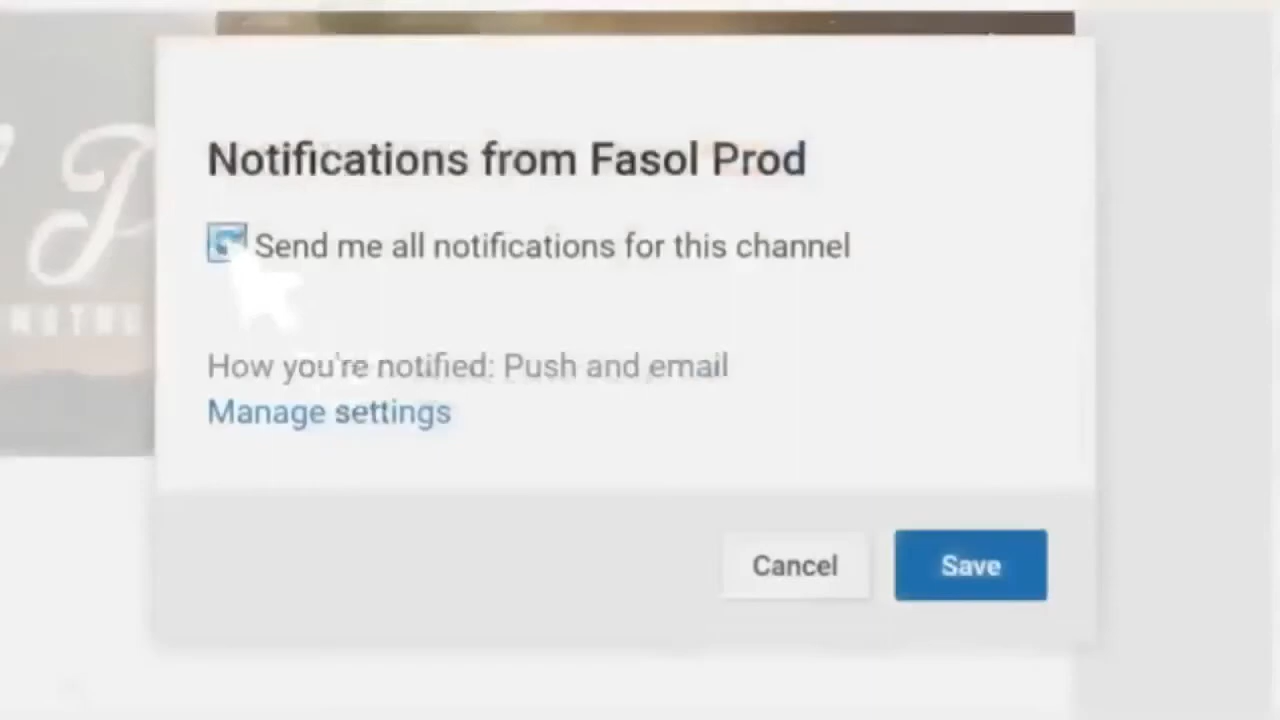 Notifications from Fasol Prod
Send me all notifications for this channel
How you're notified: Push and email
Manage settings
Cancel
Save